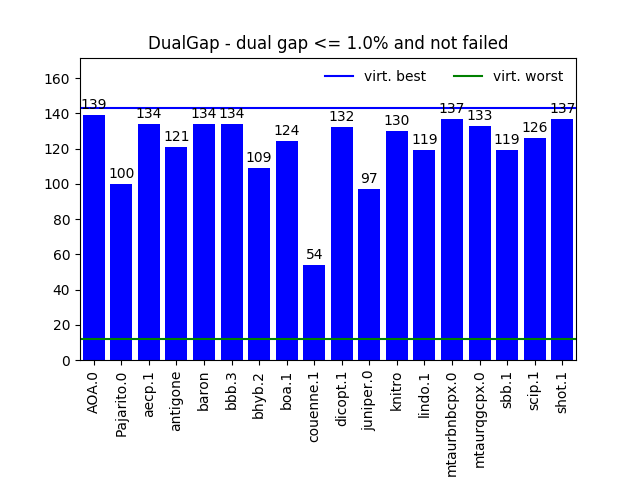 DualGap - dual gap <= 1.0% and not failed
virt. best
virt. worst
160
140
120
100
80
60
40
20
0
139
100
134
121
134
134
109
124
54
132
97
130
119
137
133
119
126
137
AOA.0
Pajarito.0
aecp.1
antigone
baron
bbb.3
bhyb.2
boa.1
couenne.1
dicopt.1
juniper.0
knitro
lindo.1
mtaurbnbcpx.0
mtaurqgcpx.0
sbb.1
scip.1
shot.1